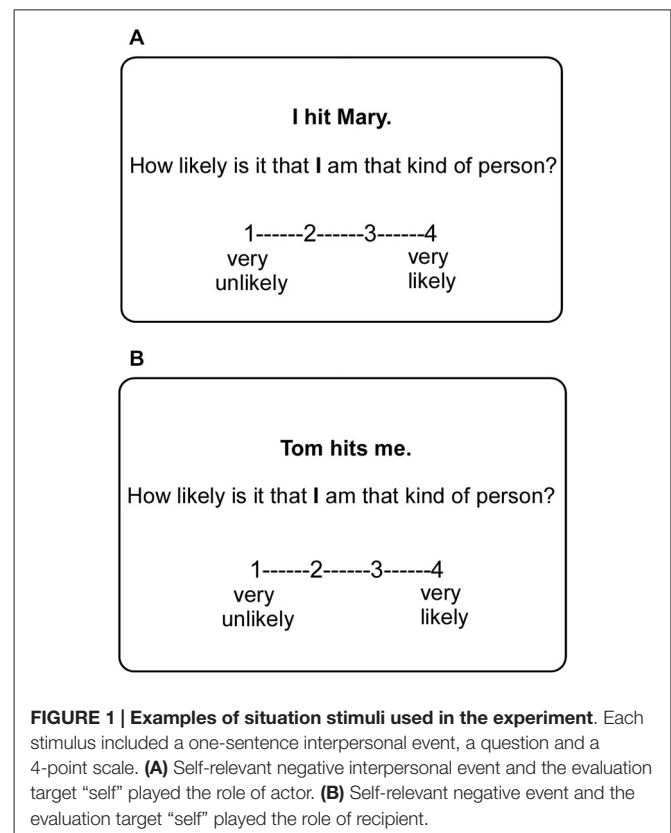 A
I hit Mary.
How likely is it that I am that kind of person?
1------2------3------4
very very
unlikely likely
B
Tom hits me.
How likely is it that I am that kind of person?
1------2------3------4
very very
unlikely likely
FIGURE 1 | Examples of situation stimuli used in the experiment. Each
stimulus included a one-sentence interpersonal event, a question and a
4-point scale. (A) Self-relevant negative interpersonal event and the evaluation
target “self” played the role of actor. (B) Self-relevant negative event and the
evaluation target “self” played the role of recipient.